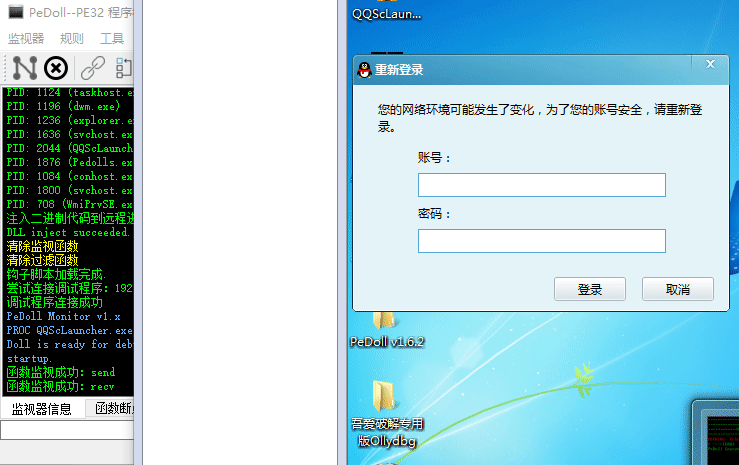 PeDoll--PE32 程序
监视器 规则 工具
PID: 1124 (taskhost.ex
PID: 1196 (dwm.exe)
PID: 1236 (explorer.e
PID: 1636 (svchost.ex
PID: 2044 (QQScLaunch
PID: 1876 (Pedolls.ex
PID: 1084 (conhost.ex
PID: 1800 (svchost.ex
PID: 708 (WmiPrvSE.ex
注入二进制代码到远程进
DLL inject succeeded.
清除监视函数
清除过滤函数
钩子脚本加载完成.
尝试连接调试程序: 192
调试程序连接成功
PeDoll Monitor v1.x
PROC QQScLauncher.exe
Doll is ready for deb
startup.
函数监视成功: send
函数监视成功: recv
监视器信息 函数断
QQScLaun...
重新登录
您的网络环境可能发生了变化，为了您的账号安全，请重新登
录。
账号：
密码：
登录 取消
PeDoll v1.6.2
吾爱破解专用
版Ollydbg